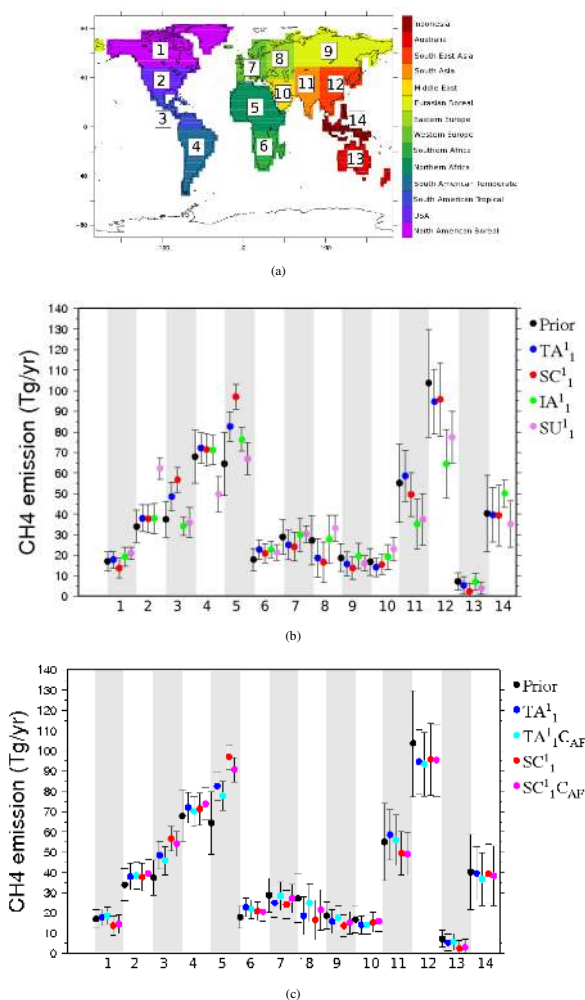 Indonesia
Australia
South East Asia
South Asia
Middle East
Eurasian Boreal
Eastern Europe
Western Europe
Southern Africa
Northern Africa
South American Temperate
South American Tropical
USA
North American Boreal
1
9
8
7
2
11
12
10
5
3
14
4
6
13
(a)
140
130
120
110
100
90
80
70
60
50
40
30
20
10
0
CH4 emission (Tg/yr)
Prior
TA¹₁
SC¹₁
IA¹₁
SU¹₁
1 2 3 4 5 6 7 8 9 10 11 12 13 14
(b)
140
130
120
110
100
90
80
70
60
50
40
30
20
10
0
CH4 emission (Tg/yr)
Prior
TA¹₁
TA¹₁C_AF
SC¹₁
SC¹₁C_AF
1 2 3 4 5 6 7 8 9 10 11 12 13 14
(c)